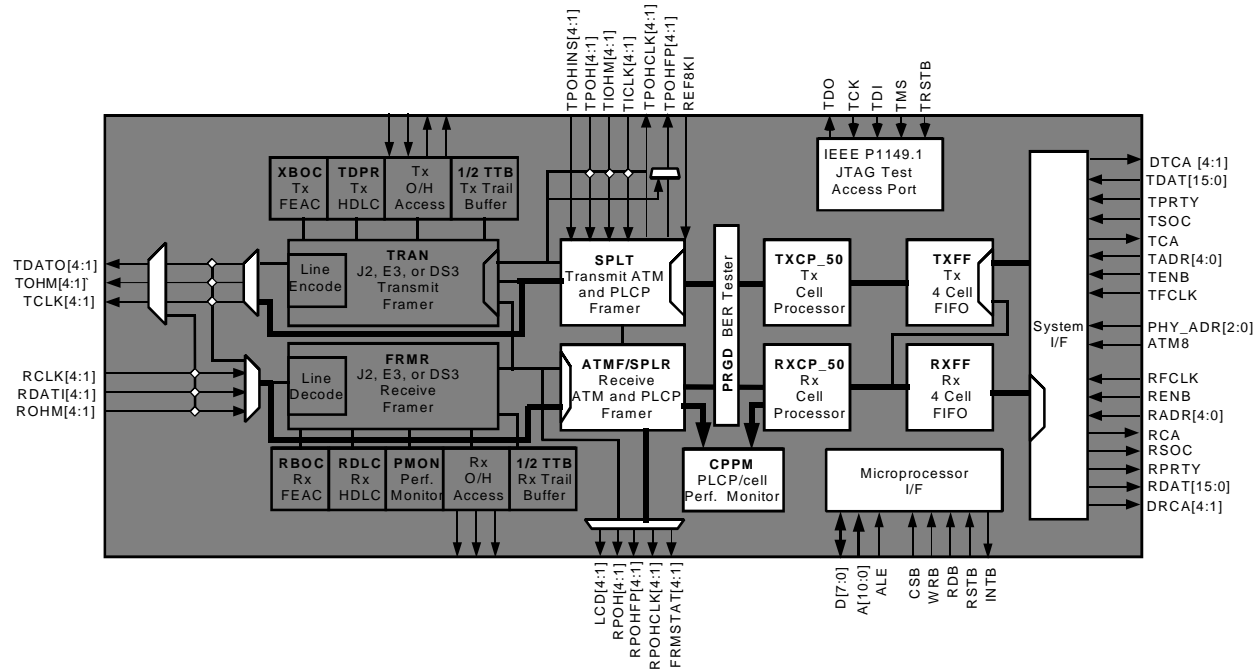 TPOHINS[4:1]
TPOH[4:1]
TIOHM[4:1]
TICLK[4:1]
TPOHCLK[4:1]
TPOHFP[4:1]
REF8KI
TDO
TCK
TDI
TMS
TRSTB
IEEE P1149.1
JTAG Test
Access Port
XBOC
Tx
FEAC
TDPR
Tx
HDLC
Tx
O/H
Access
1/2 TTB
Tx Trail
Buffer
TDATO[4:1]
TOHM[4:1]
TCLK[4:1]
Line
Encode
TRAN
J2, E3, or DS3
Transmit
Framer
SPLT
Transmit ATM
and PLCP
Framer
PRGD BER Tester
TXCP_50
Tx
Cell
Processor
TXFF
Tx
4 Cell
FIFO
System
I/F
DTCA [4:1]
TDAT[15:0]
TPRTY
TSOC
TCA
TADR[4:0]
TENB
TFCLK
PHY_ADR[2:0]
ATM8
RFCLK
RENB
RADR[4:0]
RCA
RSOC
RPRTY
RDAT[15:0]
DRCA[4:1]
RCLK[4:1]
RDATI[4:1]
ROHM[4:1]
Line
Decode
FRMR
J2, E3, or DS3
Receive
Framer
ATMF/SPLR
Receive
ATM and PLCP
Framer
RXCP_50
Rx
Cell
Processor
RXFF
Rx
4 Cell
FIFO
RBOC
Rx
FEAC
RDLC
Rx
HDLC
PMON
Perf.
Monitor
Rx
O/H
Access
1/2 TTB
Rx Trail
Buffer
CPPM
PLCP/cell
Perf. Monitor
Microprocessor
I/F
LCD[4:1]
RPOH[4:1]
RPOHFP[4:1]
RPOHCLK[4:1]
FRMSTAT[4:1]
D[7:0]
A[10:0]
ALE
CSB
WRB
RDB
RSTB
INTB